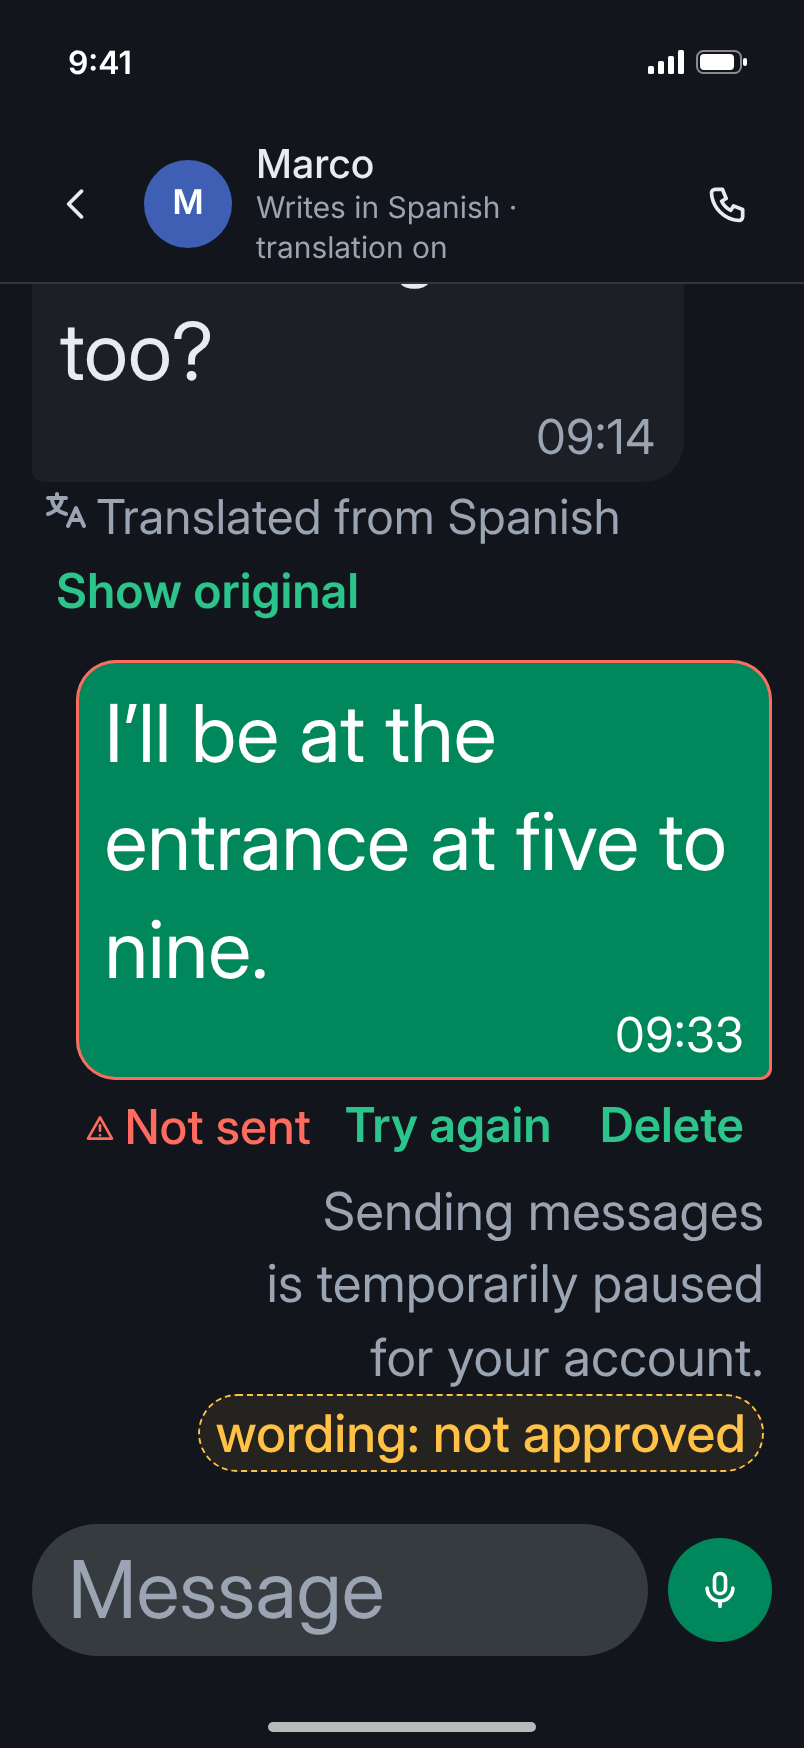 9:41
M
Marco
Writes in Spanish ·
translation on
too?
09:14
Translated from Spanish
Show original
I’ll be at the
entrance at five to
nine.
09:33
Not sent Try again Delete
Sending messages
is temporarily paused
for your account.
wording: not approved
Message